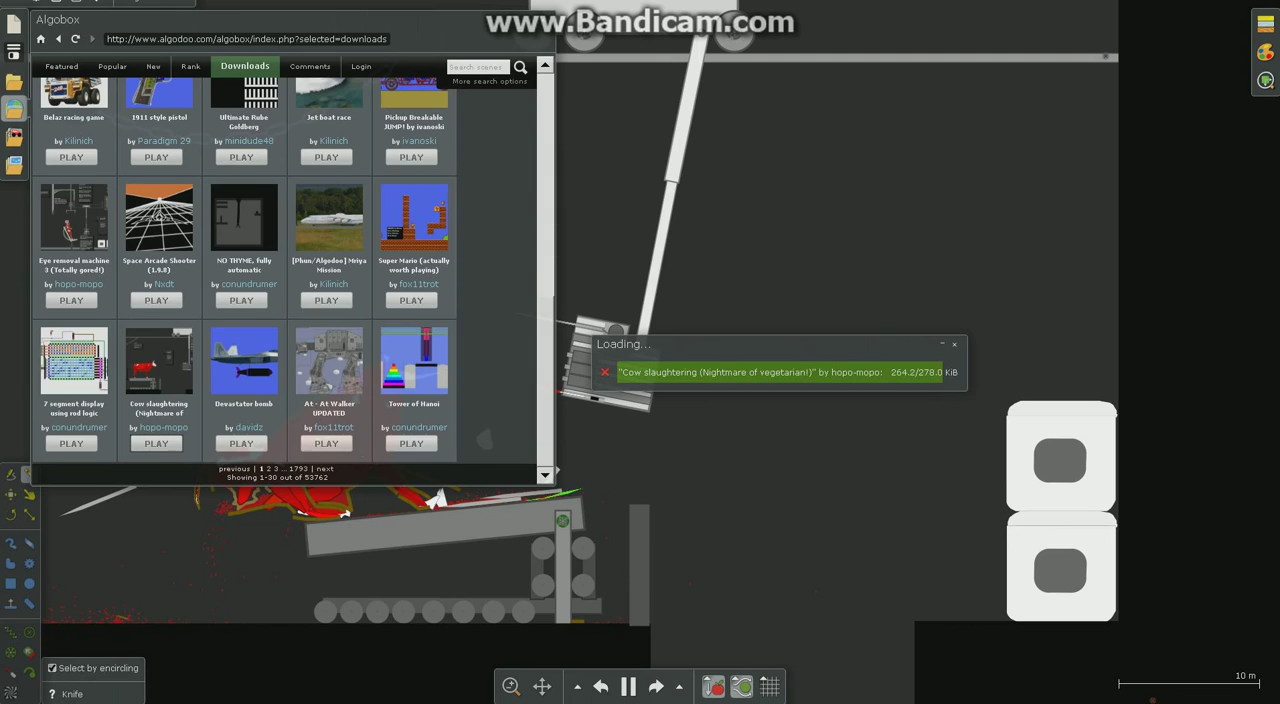 www.Bandicam.com
Algobox
http://www.algodoo.com/algobox/index.php?selected=downloads
Featured Popular New Rank Downloads Comments Login
Search scenes
More search options
Belaz racing game
by Kilinich
PLAY
1911 style pistol
by Paradigm 29
PLAY
Ultimate Rube
Goldberg
by minidude48
PLAY
Jet boat race
by Kilinich
PLAY
Pickup Breakable
JUMP! by ivanoski
by ivanoski
PLAY
Eye removal machine
3 (Totally gored!)
by hopo-mopo
PLAY
Space Arcade Shooter
(1.9.8)
by Nxdt
PLAY
NO THYME, fully
automatic
by conundrumer
PLAY
[Phun/Algodoo] Mriya
Mission
by Kilinich
PLAY
Super Mario (actually
worth playing)
by fox11trot
PLAY
7 segment display
using rod logic
by conundrumer
PLAY
Cow slaughtering
(Nightmare of
by hopo-mopo
PLAY
Devastator bomb
by davidz
PLAY
At - At Walker
UPDATED
by fox11trot
PLAY
Tower of Hanoi
by conundrumer
PLAY
previous | 1 2 3 ... 1793 | next
Showing 1-30 out of 53762
Loading...
"Cow slaughtering (Nightmare of vegetarian!)" by hopo-mopo: 264.2/278.0 KiB
Select by encircling
? Knife
10 m